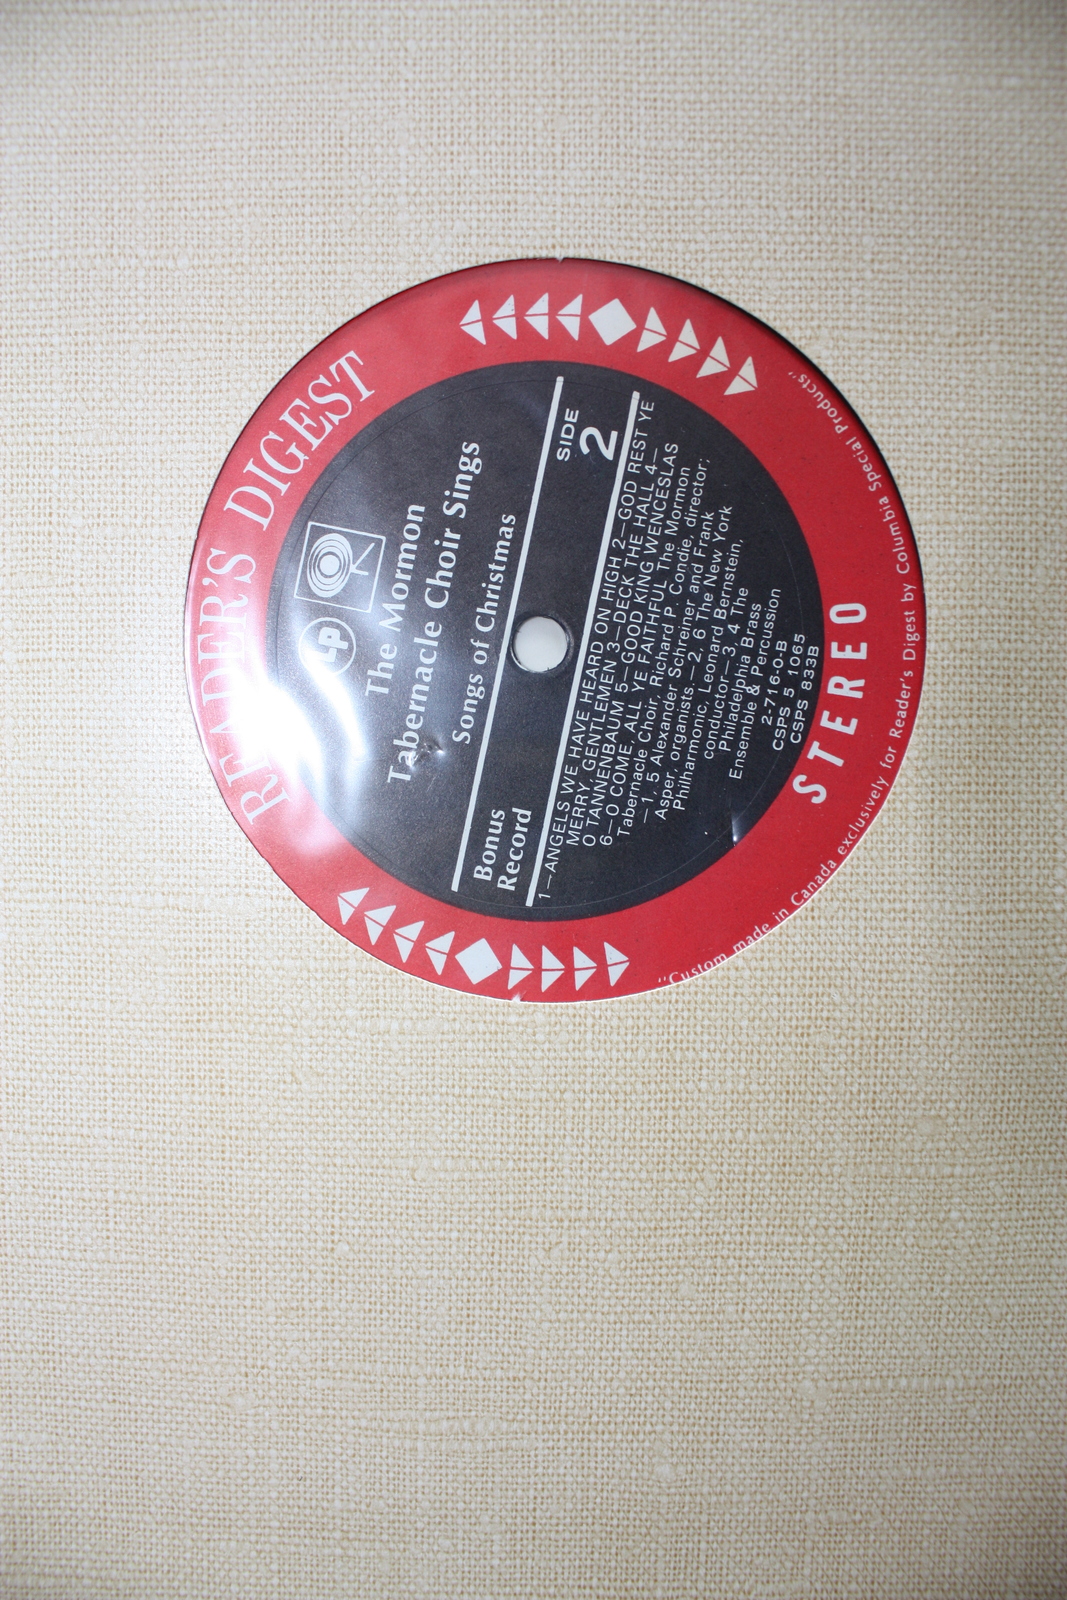 READER'S DIGEST
LP
The Mormon
Tabernacle Choir Sings
Songs of Christmas
Bonus
Record
SIDE
2
1—ANGELS WE HAVE HEARD ON HIGH 2—GOD REST YE
MERRY, GENTLEMEN 3—DECK THE HALL 4—
O TANNENBAUM 5—GOOD KING WENCESLAS
6—O COME, ALL YE FAITHFUL The Mormon
Tabernacle Choir, Richard P. Condie, director;
—1, 5 Alexander Schreiner and Frank
Asper, organists.—2, 6 The New York
Philharmonic, Leonard Bernstein,
conductor—3, 4 The
Philadelphia Brass
Ensemble & Percussion
2-716-0-B
CSPS 5 1065
CSPS 833B
STEREO
"Custom made in Canada exclusively for Reader's Digest by Columbia Special Products"